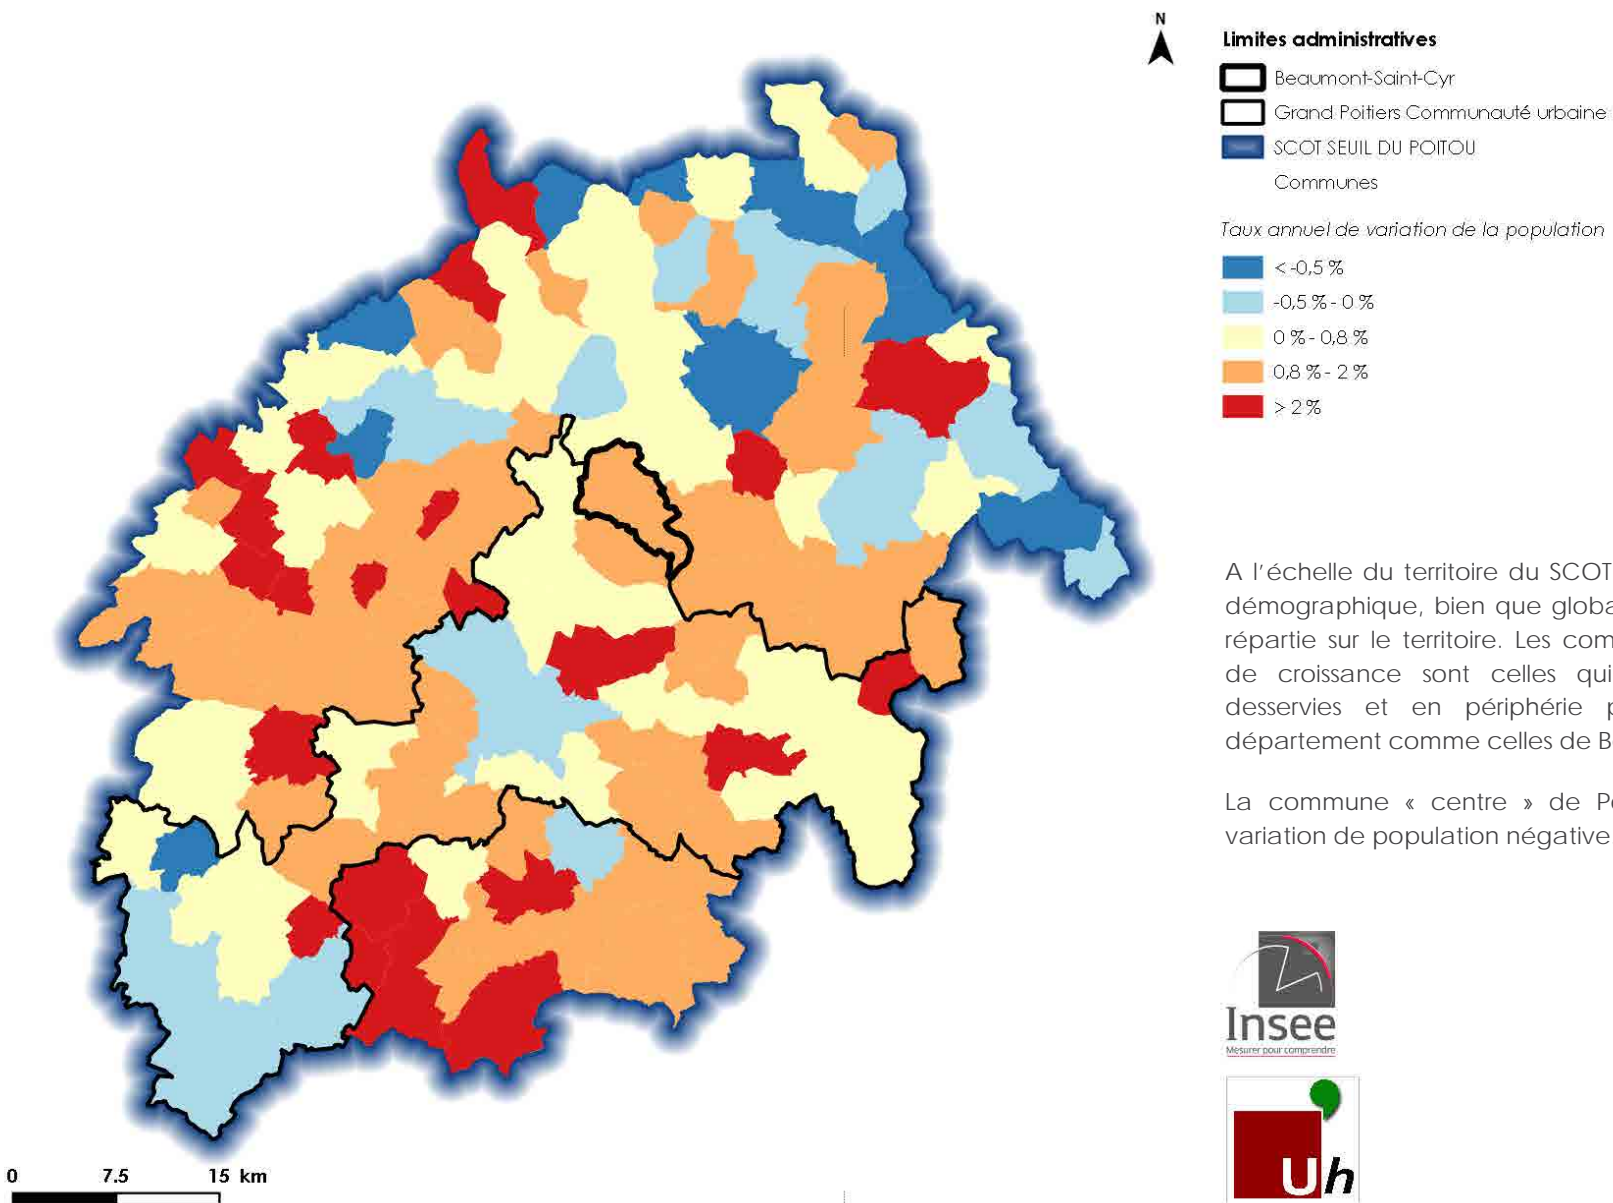 N
Limites administratives
Beaumont-Saint-Cyr
Grand Poitiers Communauté urbaine
SCOT SEUIL DU POITOU
Communes
Taux annuel de variation de la population
< -0,5 %
-0,5 % - 0 %
0 % - 0,8 %
0,8 % - 2 %
> 2 %
A l'échelle du territoire du SCOT
démographique, bien que globa
répartie sur le territoire. Les com
de croissance sont celles qui
desservies et en périphérie p
département comme celles de B
La commune « centre » de Po
variation de population négative
Insee
Mesurer pour comprendre
Uh
0 7.5 15 km